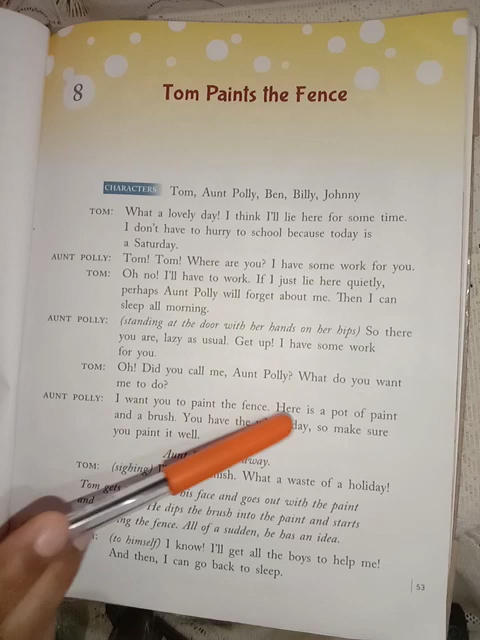 8
Tom Paints the Fence
CHARACTERS Tom, Aunt Polly, Ben, Billy, Johnny
TOM: What a lovely day! I think I'll lie here for some time.
I don't have to hurry to school because today is
a Saturday.
AUNT POLLY: Tom! Tom! Where are you? I have some work for you.
TOM: Oh no! I'll have to work. If I just lie here quietly,
perhaps Aunt Polly will forget about me. Then I can
sleep all morning.
AUNT POLLY: (standing at the door with her hands on her hips) So there
you are, lazy as usual. Get up! I have some work
for you.
TOM: Oh! Did you call me, Aunt Polly? What do you want
me to do?
AUNT POLLY: I want you to paint the fence. Here is a pot of paint
and a brush. You have the day, so make sure
you paint it well.
Aunt away.
TOM: (sighing) What a waste of a holiday!
Tom gets his face and goes out with the paint
and He dips the brush into the paint and starts
the fence. All of a sudden, he has an idea.
(to himself) I know! I'll get all the boys to help me!
And then, I can go back to sleep.
53